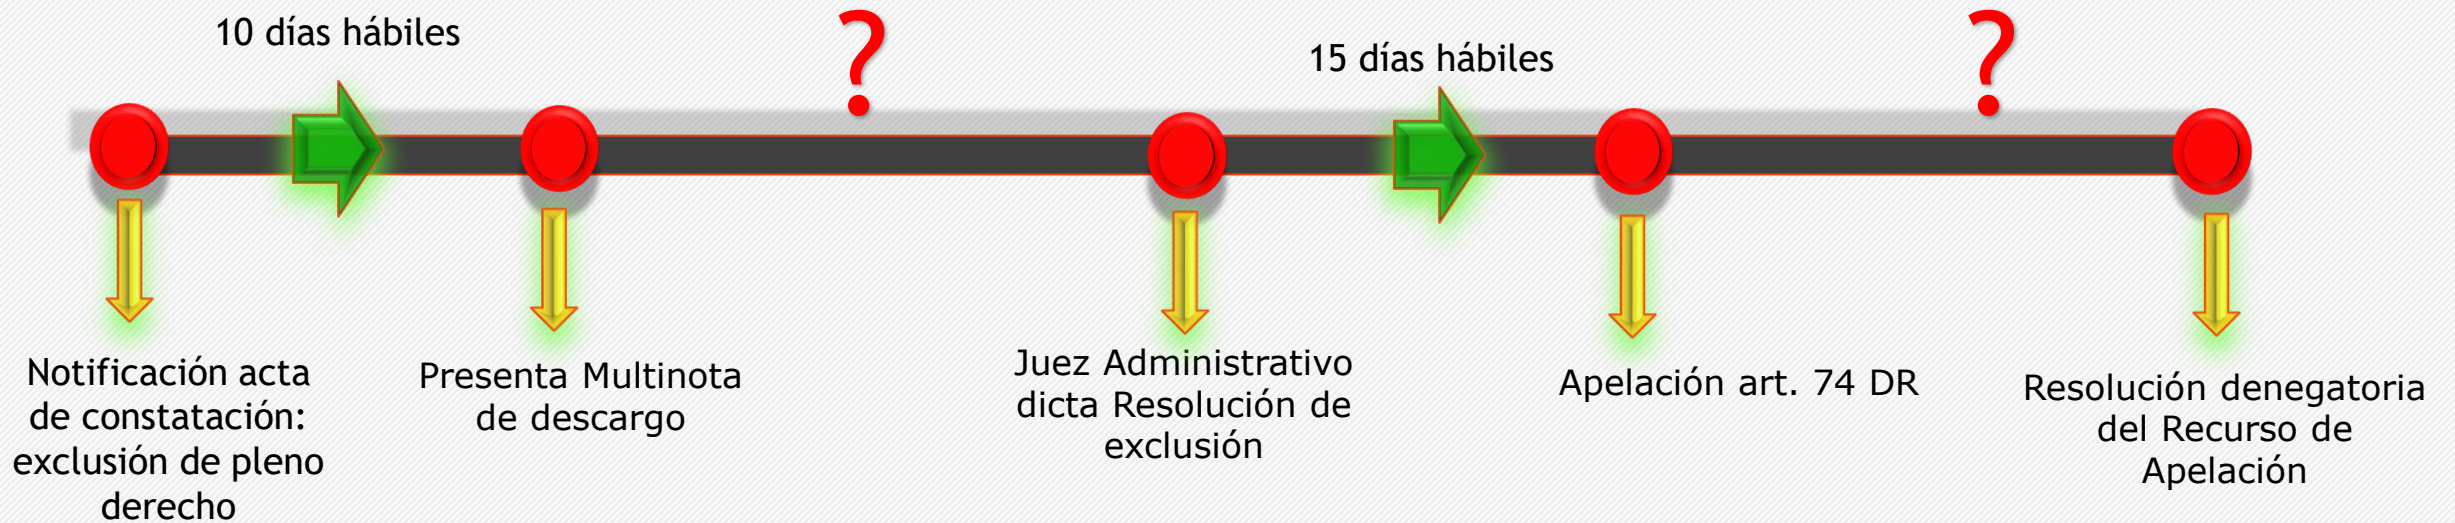 10 días hábiles
?
15 días hábiles
?
Notificación acta
de constatación:
exclusión de pleno
derecho
Presenta Multinota
de descargo
Juez Administrativo
dicta Resolución de
exclusión
Apelación art. 74 DR
Resolución denegatoria
del Recurso de
Apelación